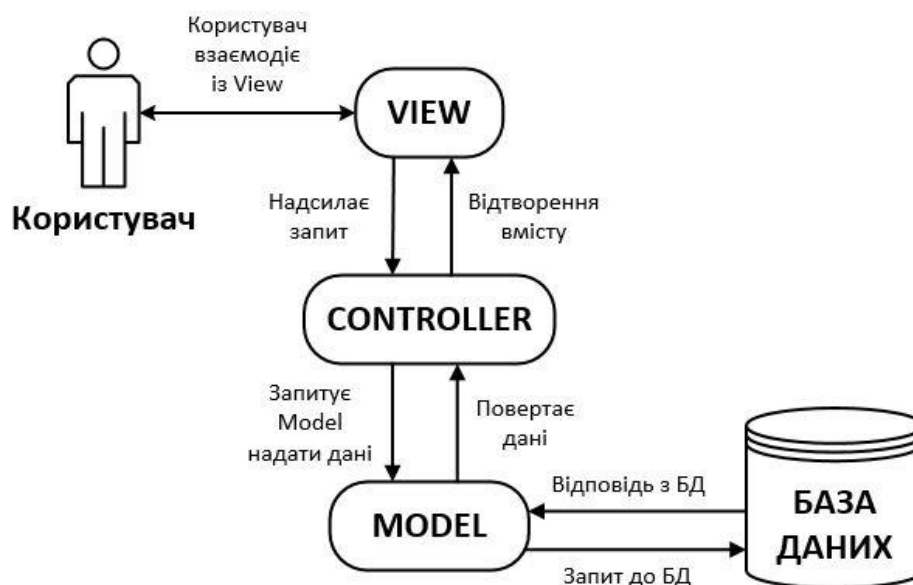 Користувач
взаємодіє
із View
VIEW
Користувач
Надсилає
запит
Відтворення
вмісту
CONTROLLER
Запитує
Model
надати дані
Повертає
дані
Відповідь з БД
БАЗА
ДАНИХ
MODEL
Запит до БД